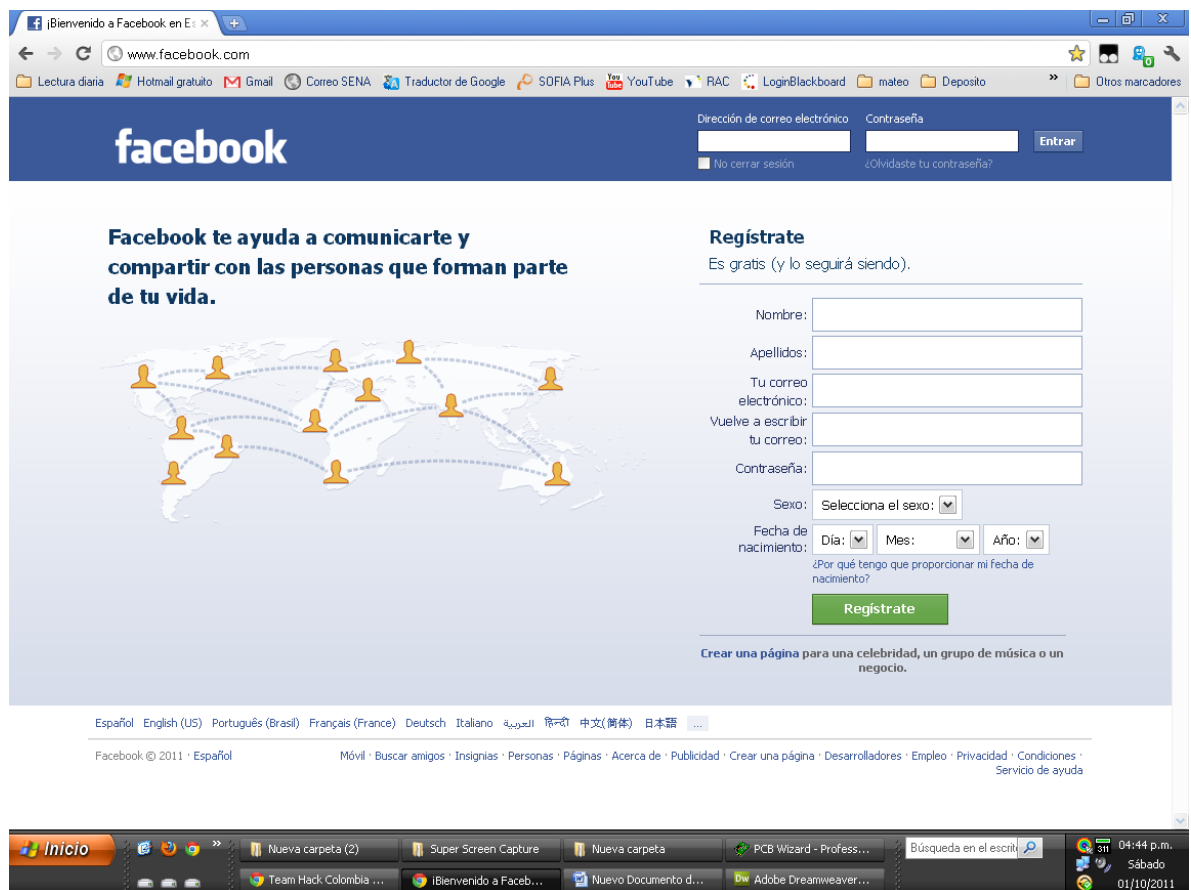 ¡Bienvenido a Facebook en Es
www.facebook.com
Lectura diaria Hotmail gratuito Gmail Correo SENA Traductor de Google SOFIA Plus YouTube RAC LoginBlackboard mateo Deposito » Otros marcadores
facebook
Dirección de correo electrónico Contraseña
Entrar
No cerrar sesión ¿Olvidaste tu contraseña?
Facebook te ayuda a comunicarte y
compartir con las personas que forman parte
de tu vida.
Regístrate
Es gratis (y lo seguirá siendo).
Nombre:
Apellidos:
Tu correo
electrónico:
Vuelve a escribir
tu correo:
Contraseña:
Sexo: Selecciona el sexo:
Fecha de
nacimiento: Día: Mes: Año:
¿Por qué tengo que proporcionar mi fecha de
nacimiento?
Regístrate
Crear una página para una celebridad, un grupo de música o un
negocio.
Español English (US) Português (Brasil) Français (France) Deutsch Italiano العربية हिन्दी 中文(简体) 日本語 ...
Facebook © 2011 · Español
Móvil · Buscar amigos · Insignias · Personas · Páginas · Acerca de · Publicidad · Crear una página · Desarrolladores · Empleo · Privacidad · Condiciones ·
Servicio de ayuda
Inicio » Nueva carpeta (2) Super Screen Capture Nueva carpeta PCB Wizard - Profess... Búsqueda en el escrito 311 04:44 p.m.
Sábado
Team Hack Colombia ... ¡Bienvenido a Faceb... Nuevo Documento d... Adobe Dreamweaver... 01/10/2011